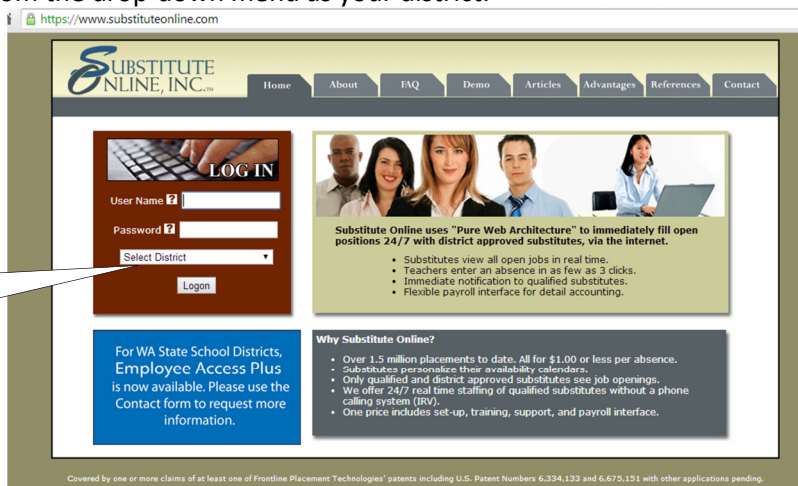 om the drop-down menu as your district.
https://www.substituteonline.com
SUBSTITUTE
ONLINE, INC.™
Home About FAQ Demo Articles Advantages References Contact
LOG IN
User Name ?
Password ?
Select District
Logon
Substitute Online uses "Pure Web Architecture" to immediately fill open
positions 24/7 with district approved substitutes, via the internet.
• Substitutes view all open jobs in real time.
• Teachers enter an absence in as few as 3 clicks.
• Immediate notification to qualified substitutes.
• Flexible payroll interface for detail accounting.
For WA State School Districts,
Employee Access Plus
is now available. Please use the
Contact form to request more
information.
Why Substitute Online?
• Over 1.5 million placements to date. All for $1.00 or less per absence.
• Substitutes personalize their availability calendars.
• Only qualified and district approved substitutes see job openings.
• We offer 24/7 real time staffing of qualified substitutes without a phone
calling system (IRV).
• One price includes set-up, training, support, and payroll interface.
Covered by one or more claims of at least one of Frontline Placement Technologies' patents including U.S. Patent Numbers 6,334,133 and 6,675,151 with other applications pending.